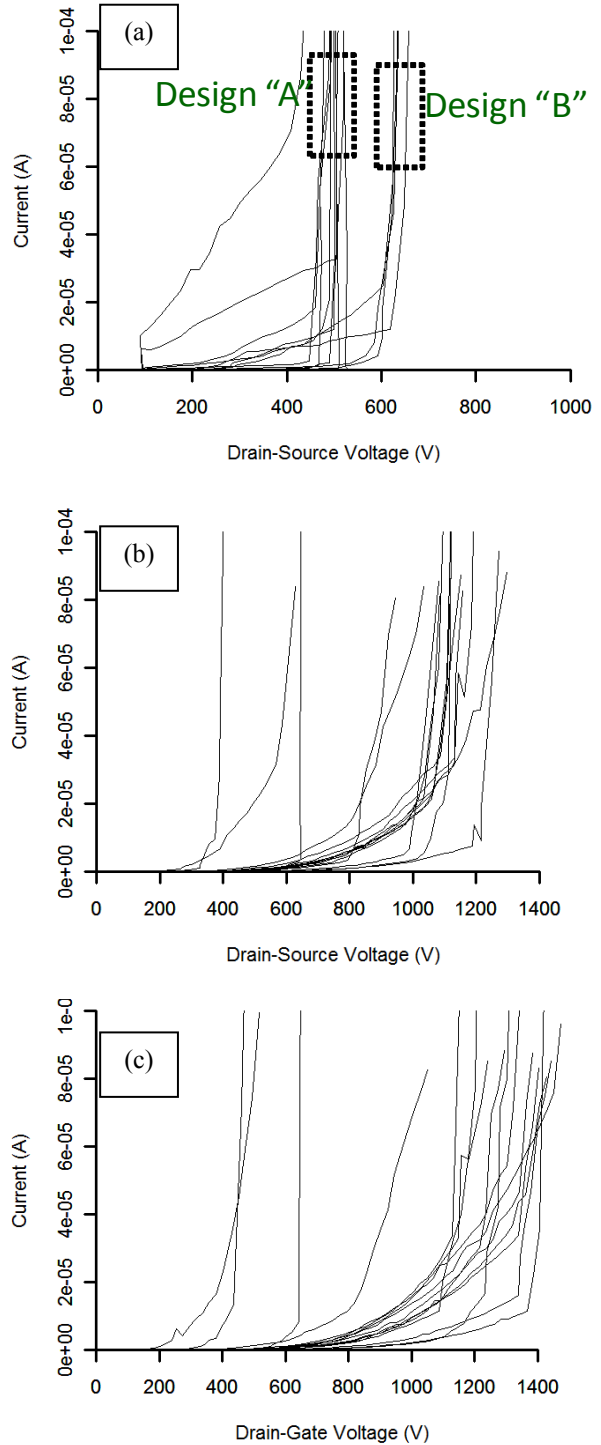 (a)
Design “A”
Design “B”
Current (A)
0e+00 2e-05 4e-05 6e-05 8e-05 1e-04
0 200 400 600 800 1000
Drain-Source Voltage (V)
(b)
Current (A)
0e+00 2e-05 4e-05 6e-05 8e-05 1e-04
0 200 400 600 800 1000 1200 1400
Drain-Source Voltage (V)
(c)
Current (A)
0e+00 2e-05 4e-05 6e-05 8e-05 1e-0
0 200 400 600 800 1000 1200 1400
Drain-Gate Voltage (V)